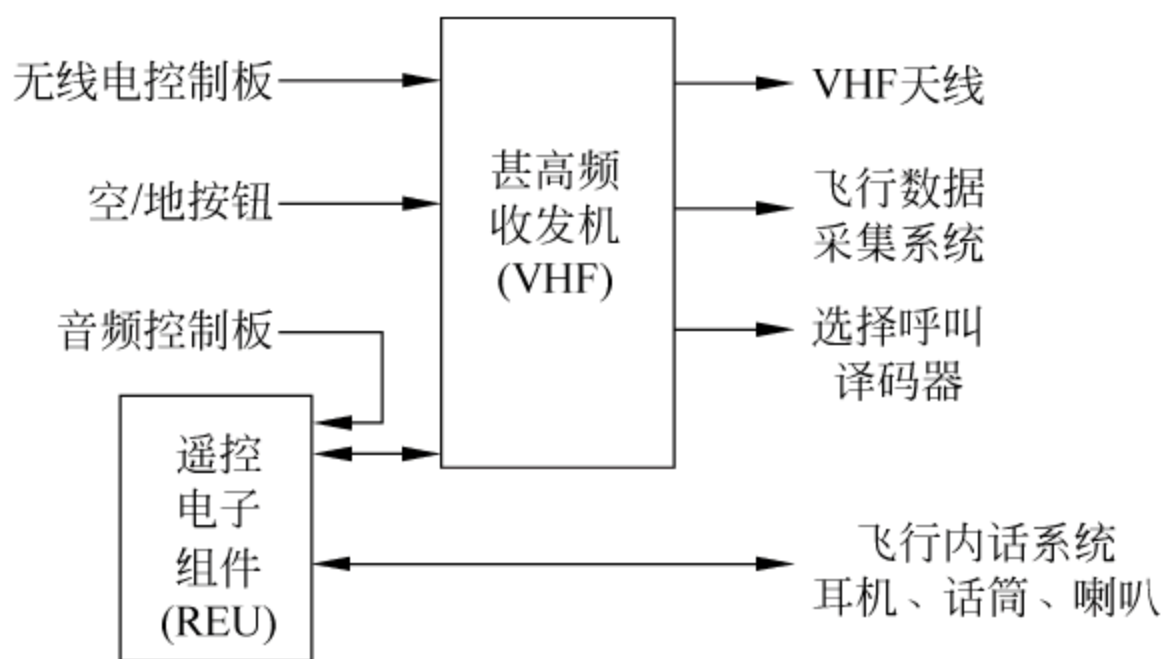 无线电控制板
空/地按钮
音频控制板
遥控
电子
组件
(REU)
甚高频
收发机
(VHF)
VHF天线
飞行数据
采集系统
选择呼叫
译码器
飞行内话系统
耳机、话筒、喇叭